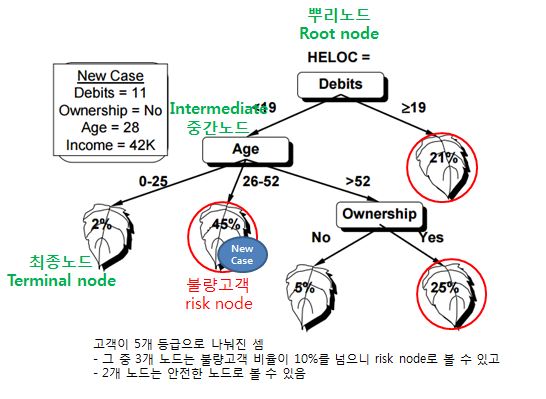 뿌리노드
Root node
HELOC =
Debits
New Case
Debits = 11
Ownership = No
Age = 28
Income = 42K
Intermediate
중간노드
<19
≥19
Age
21%
0-25
26-52
>52
Ownership
2%
45%
New
Case
No
Yes
최종노드
Terminal node
불량고객
risk node
5%
25%
고객이 5개 등급으로 나눠진 셈
- 그 중 3개 노드는 불량고객 비율이 10%를 넘으니 risk node로 볼 수 있고
- 2개 노드는 안전한 노드로 볼 수 있음